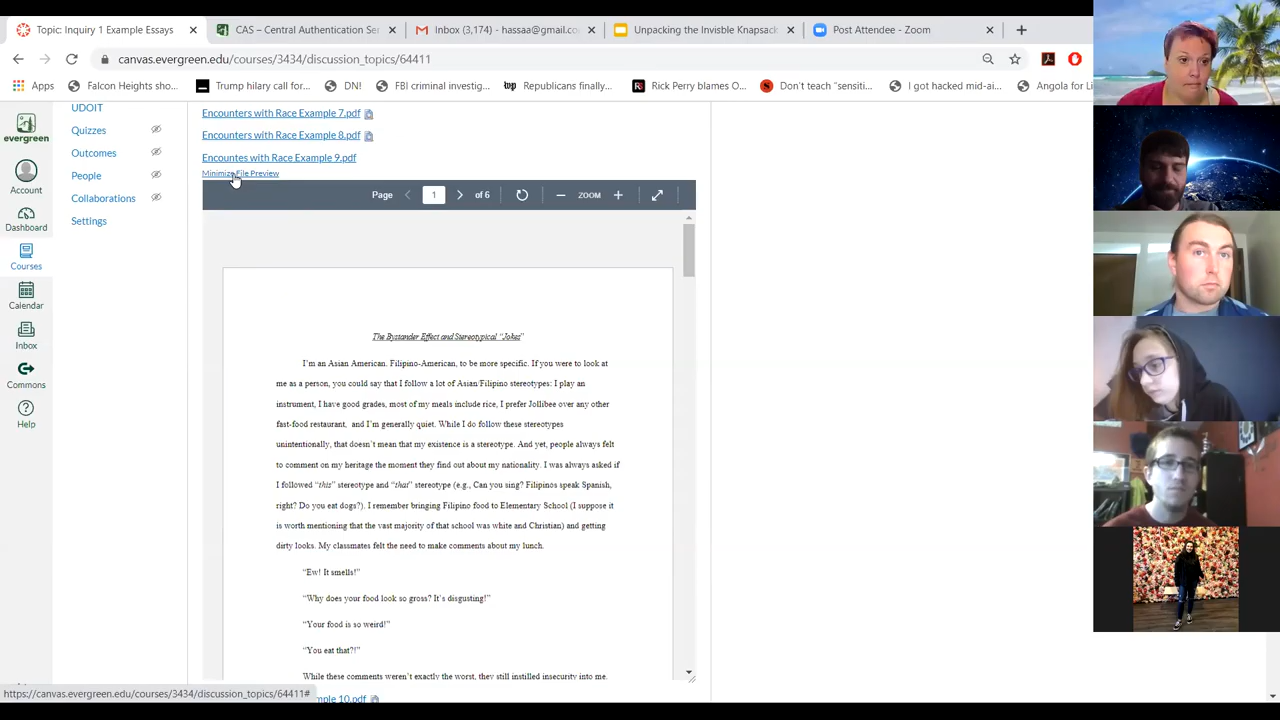 Topic: Inquiry 1 Example Essays
CAS – Central Authentication Ser
Inbox (3,174) - hassaa@gmail.co
Unpacking the Invisble Knapsack
Post Attendee - Zoom
canvas.evergreen.edu/courses/3434/discussion_topics/64411
Apps
Falcon Heights sho...
Trump hilary call for...
DN!
FBI criminal investig...
Republicans finally...
Rick Perry blames O...
Don't teach "sensiti...
I got hacked mid-ai...
Angola for Li
evergreen
Account
Dashboard
Courses
Calendar
Inbox
Commons
Help
UDOIT
Quizzes
Outcomes
People
Collaborations
Settings
Encounters with Race Example 7.pdf
Encounters with Race Example 8.pdf
Encountes with Race Example 9.pdf
Minimize File Preview
Page 1 of 6 ZOOM
The Bystander Effect and Stereotypical "Jokes"
I'm an Asian American. Filipino-American, to be more specific. If you were to look at
me as a person, you could say that I follow a lot of Asian/Filipino stereotypes: I play an
instrument, I have good grades, most of my meals include rice, I prefer Jollibee over any other
fast-food restaurant, and I'm generally quiet. While I do follow these stereotypes
unintentionally, that doesn't mean that my existence is a stereotype. And yet, people always felt
to comment on my heritage the moment they find out about my nationality. I was always asked if
I followed "this" stereotype and "that" stereotype (e.g., Can you sing? Filipinos speak Spanish,
right? Do you eat dogs?). I remember bringing Filipino food to Elementary School (I suppose it
is worth mentioning that the vast majority of that school was white and Christian) and getting
dirty looks. My classmates felt the need to make comments about my lunch.
"Ew! It smells!"
"Why does your food look so gross? It's disgusting!"
"Your food is so weird!"
"You eat that?!"
While these comments weren't exactly the worst, they still instilled insecurity into me.
mple 10.pdf
https://canvas.evergreen.edu/courses/3434/discussion_topics/64411#